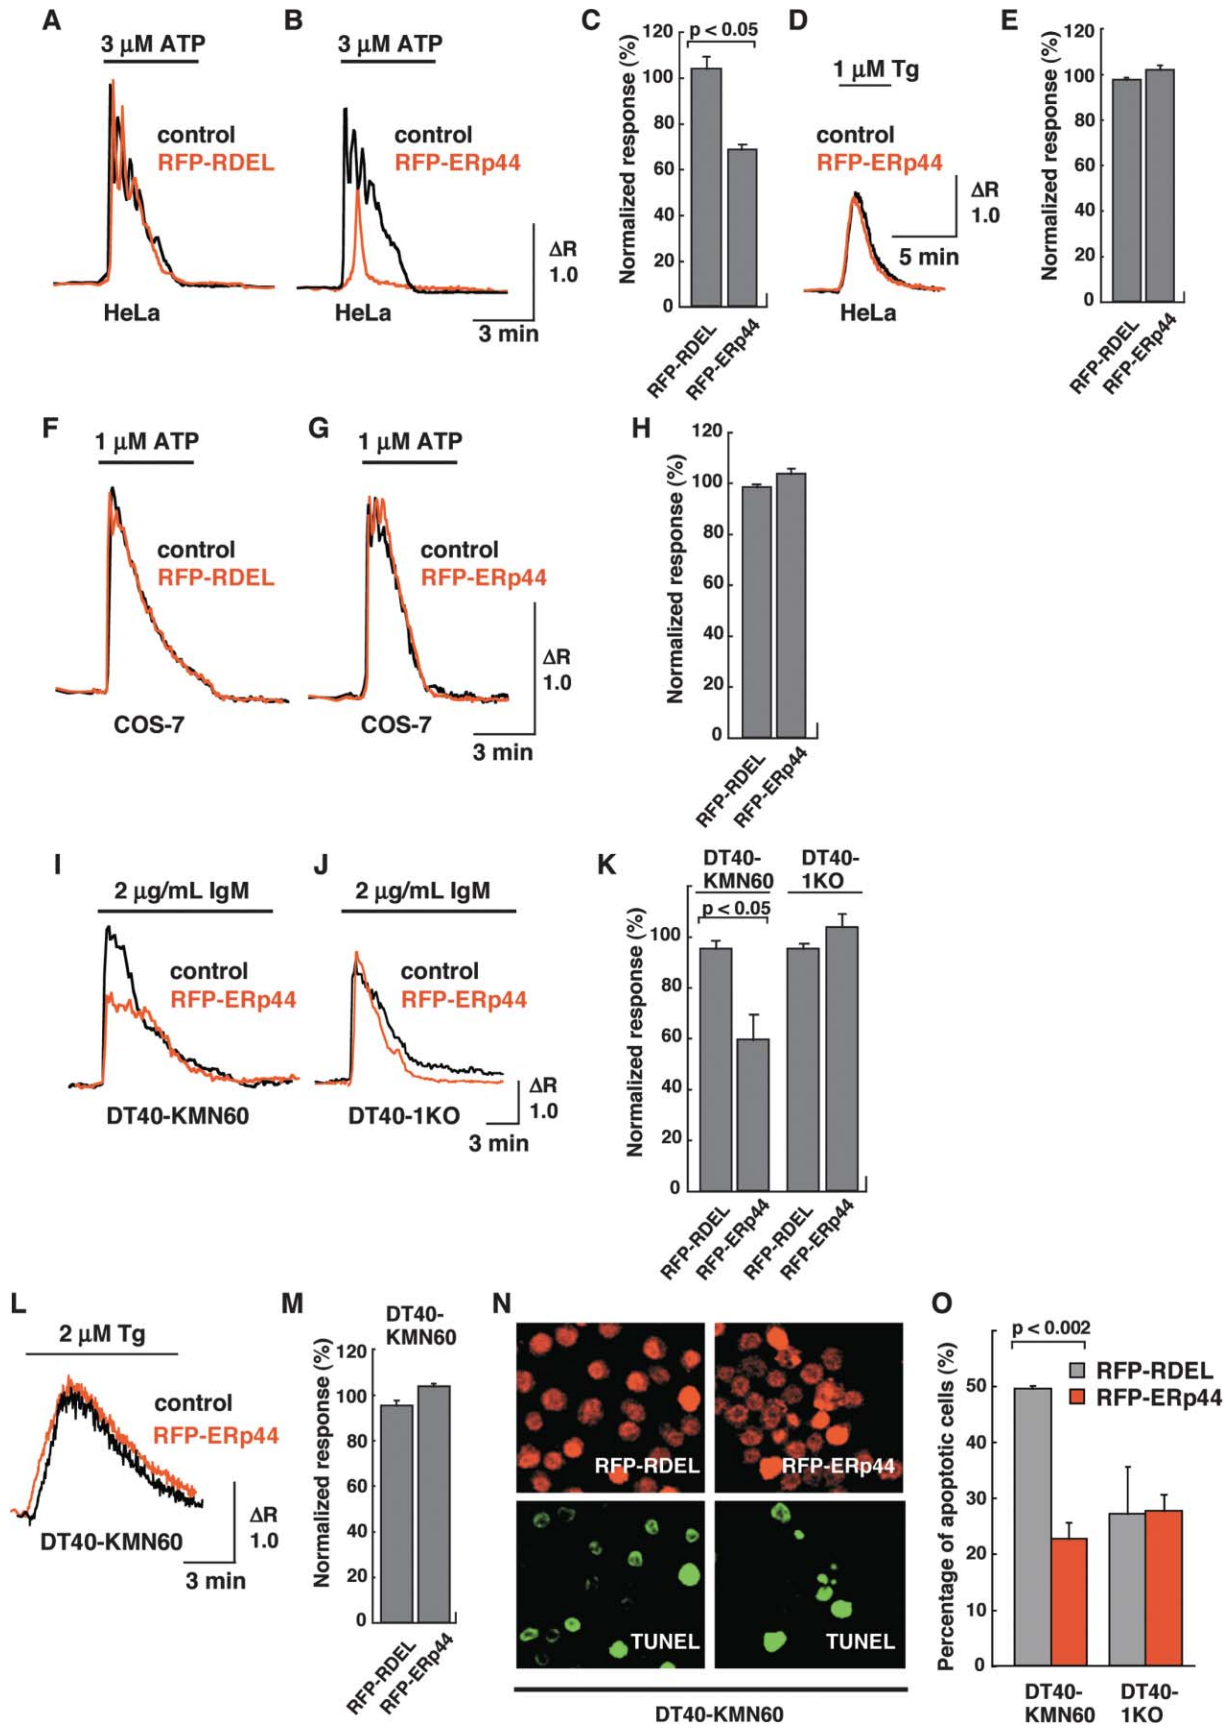 A
3 µM ATP
control
RFP-RDEL
HeLa
B
3 µM ATP
control
RFP-ERp44
HeLa
ΔR
1.0
3 min
C
Normalized response (%)
p < 0.05
120
100
80
60
40
20
0
RFP-RDEL
RFP-ERp44
D
1 µM Tg
control
RFP-ERp44
ΔR
1.0
5 min
HeLa
E
Normalized response (%)
120
100
80
60
40
20
0
RFP-RDEL
RFP-ERp44
F
1 µM ATP
control
RFP-RDEL
COS-7
G
1 µM ATP
control
RFP-ERp44
COS-7
ΔR
1.0
3 min
H
Normalized response (%)
120
100
80
60
40
20
0
RFP-RDEL
RFP-ERp44
I
2 µg/mL IgM
control
RFP-ERp44
DT40-KMN60
J
2 µg/mL IgM
control
RFP-ERp44
DT40-1KO
ΔR
1.0
3 min
K
DT40-
KMN60
DT40-
1KO
p < 0.05
Normalized response (%)
100
80
60
40
20
0
RFP-RDEL
RFP-ERp44
RFP-RDEL
RFP-ERp44
L
2 µM Tg
control
RFP-ERp44
DT40-KMN60
ΔR
1.0
3 min
M
DT40-
KMN60
Normalized response (%)
120
100
80
60
40
20
0
RFP-RDEL
RFP-ERp44
N
RFP-RDEL
RFP-ERp44
TUNEL
TUNEL
DT40-KMN60
O
p < 0.002
RFP-RDEL
RFP-ERp44
Percentage of apoptotic cells (%)
50
40
30
20
10
0
DT40-
KMN60
DT40-
1KO